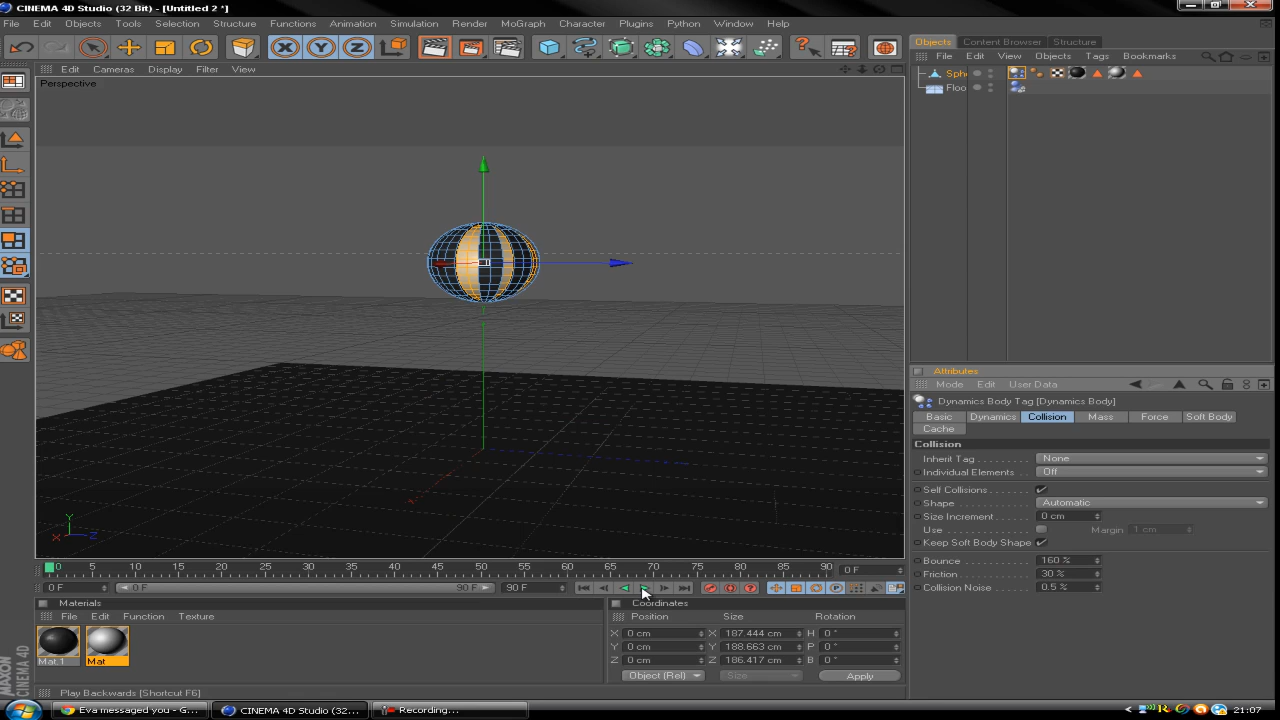 CINEMA 4D Studio (32 Bit) - [Untitled 2 *]
File Edit Objects Tools Selection Structure Functions Animation Simulation Render MoGraph Character Plugins Python Window Help
Edit Cameras Display Filter View
Perspective
Objects Content Browser Structure
File Edit View Objects Tags Bookmarks
Sph
Floo
Attributes
Mode Edit User Data
Dynamics Body Tag [Dynamics Body]
Basic Dynamics Collision Mass Force Soft Body
Cache
Collision
Inherit Tag None
Individual Elements Off
Self Collisions
Shape Automatic
Size Increment 0 cm
Use Margin 1 cm
Keep Soft Body Shape
Bounce 160 %
Friction 30 %
Collision Noise 0.5 %
Y
X Z
0 5 10 15 20 25 30 35 40 45 50 55 60 65 70 75 80 85 90 0 F
0 F 0 F 90 F 90 F
Materials
File Edit Function Texture
Mat.1 Mat
Coordinates
Position Size Rotation
X 0 cm X 187.444 cm H 0 °
Y 0 cm Y 188.663 cm P 0 °
Z 0 cm Z 186.417 cm B 0 °
Object (Rel) Size Apply
MAXON
CINEMA 4D
Play Backwards [Shortcut F6]
Eva messaged you - G... CINEMA 4D Studio (32... Recording... 21:07